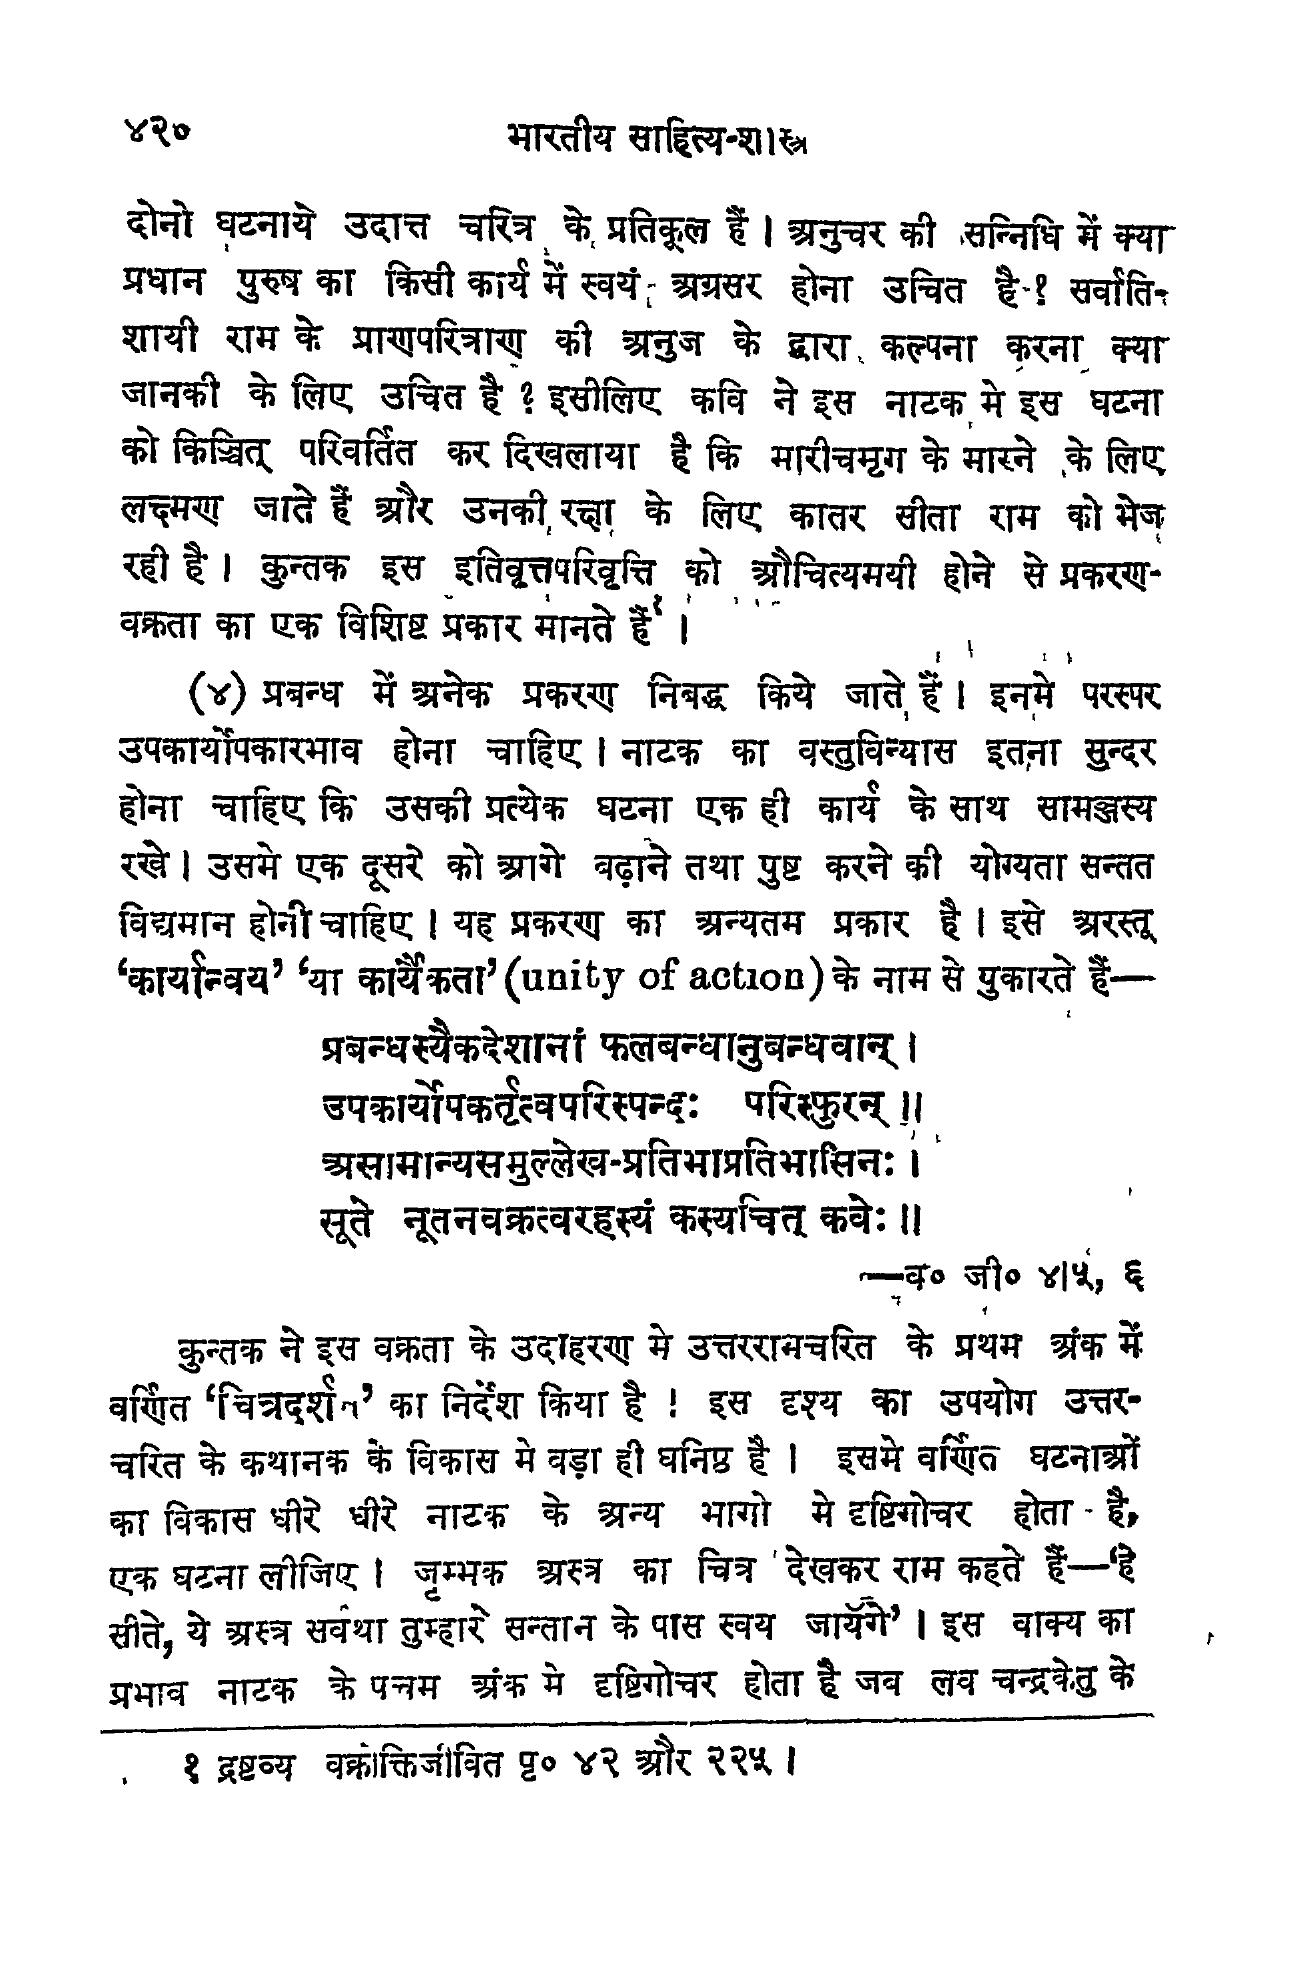 ४२० भारतीय साहित्य-शास्त्र
दोनो घटनाये उदात्त चरित्र के प्रतिकूल हैं । अनुचर की सन्निधि में क्या
प्रधान पुरुष का किसी कार्य में स्वयं अग्रसर होना उचित है ? सर्वाति-
शायी राम के प्राणपरित्राण की अनुज के द्वारा कल्पना करना क्या
जानकी के लिए उचित है ? इसीलिए कवि ने इस नाटक मे इस घटना
को किञ्चित् परिवर्तित कर दिखलाया है कि मारीचमृग के मारने के लिए
लक्ष्मण जाते हैं और उनकी रक्षा के लिए कातर सीता राम को भेज
रही है । कुन्तक इस इतिवृत्तपरिवृत्ति को औचित्यमयी होने से प्रकरण-
वक्रता का एक विशिष्ट प्रकार मानते हैं१ ।
(४) प्रबन्ध में अनेक प्रकरण निबद्ध किये जाते हैं । इनमे परस्पर
उपकार्योपकारभाव होना चाहिए । नाटक का वस्तुविन्यास इतना सुन्दर
होना चाहिए कि उसकी प्रत्येक घटना एक ही कार्य के साथ सामञ्जस्य
रखे । उसमे एक दूसरे को आगे बढ़ाने तथा पुष्ट करने की योग्यता सन्तत
विद्यमान होनी चाहिए । यह प्रकरण का अन्यतम प्रकार है । इसे अरस्तू
‘कार्यान्वय’ ‘या कार्यैकता’ (unity of action) के नाम से पुकारते हैं—
प्रबन्धस्यैकदेशानां फलबन्धानुबन्धवान् ।
उपकार्योपकर्तृत्वपरिस्पन्दः परिस्फुरन् ॥
असामान्यसमुल्लेख-प्रतिभाप्रतिभासिनः ।
सूते नूतनवक्रत्वरहस्यं कस्यचित् कवेः ॥
—व० जी० ४।५, ६
कुन्तक ने इस वक्रता के उदाहरण मे उत्तररामचरित के प्रथम अंक में
वर्णित ‘चित्रदर्शन’ का निर्देश किया है ! इस दृश्य का उपयोग उत्तर-
चरित के कथानक के विकास मे वड़ा ही घनिष्ठ है । इसमे वर्णित घटनाओं
का विकास धीरे धीरे नाटक के अन्य भागो मे दृष्टिगोचर होता है,
एक घटना लीजिए । जृम्भक अस्त्र का चित्र देखकर राम कहते हैं—‘हे
सीते, ये अस्त्र सर्वथा तुम्हारे सन्तान के पास स्वय जायॅगे’ । इस वाक्य का
प्रभाव नाटक के पञ्चम अंक मे दृष्टिगोचर होता है जव लव चन्द्रकेतु के
१ द्रष्टव्य वक्रोक्तिजीवित पृ० ४२ और २२५ ।